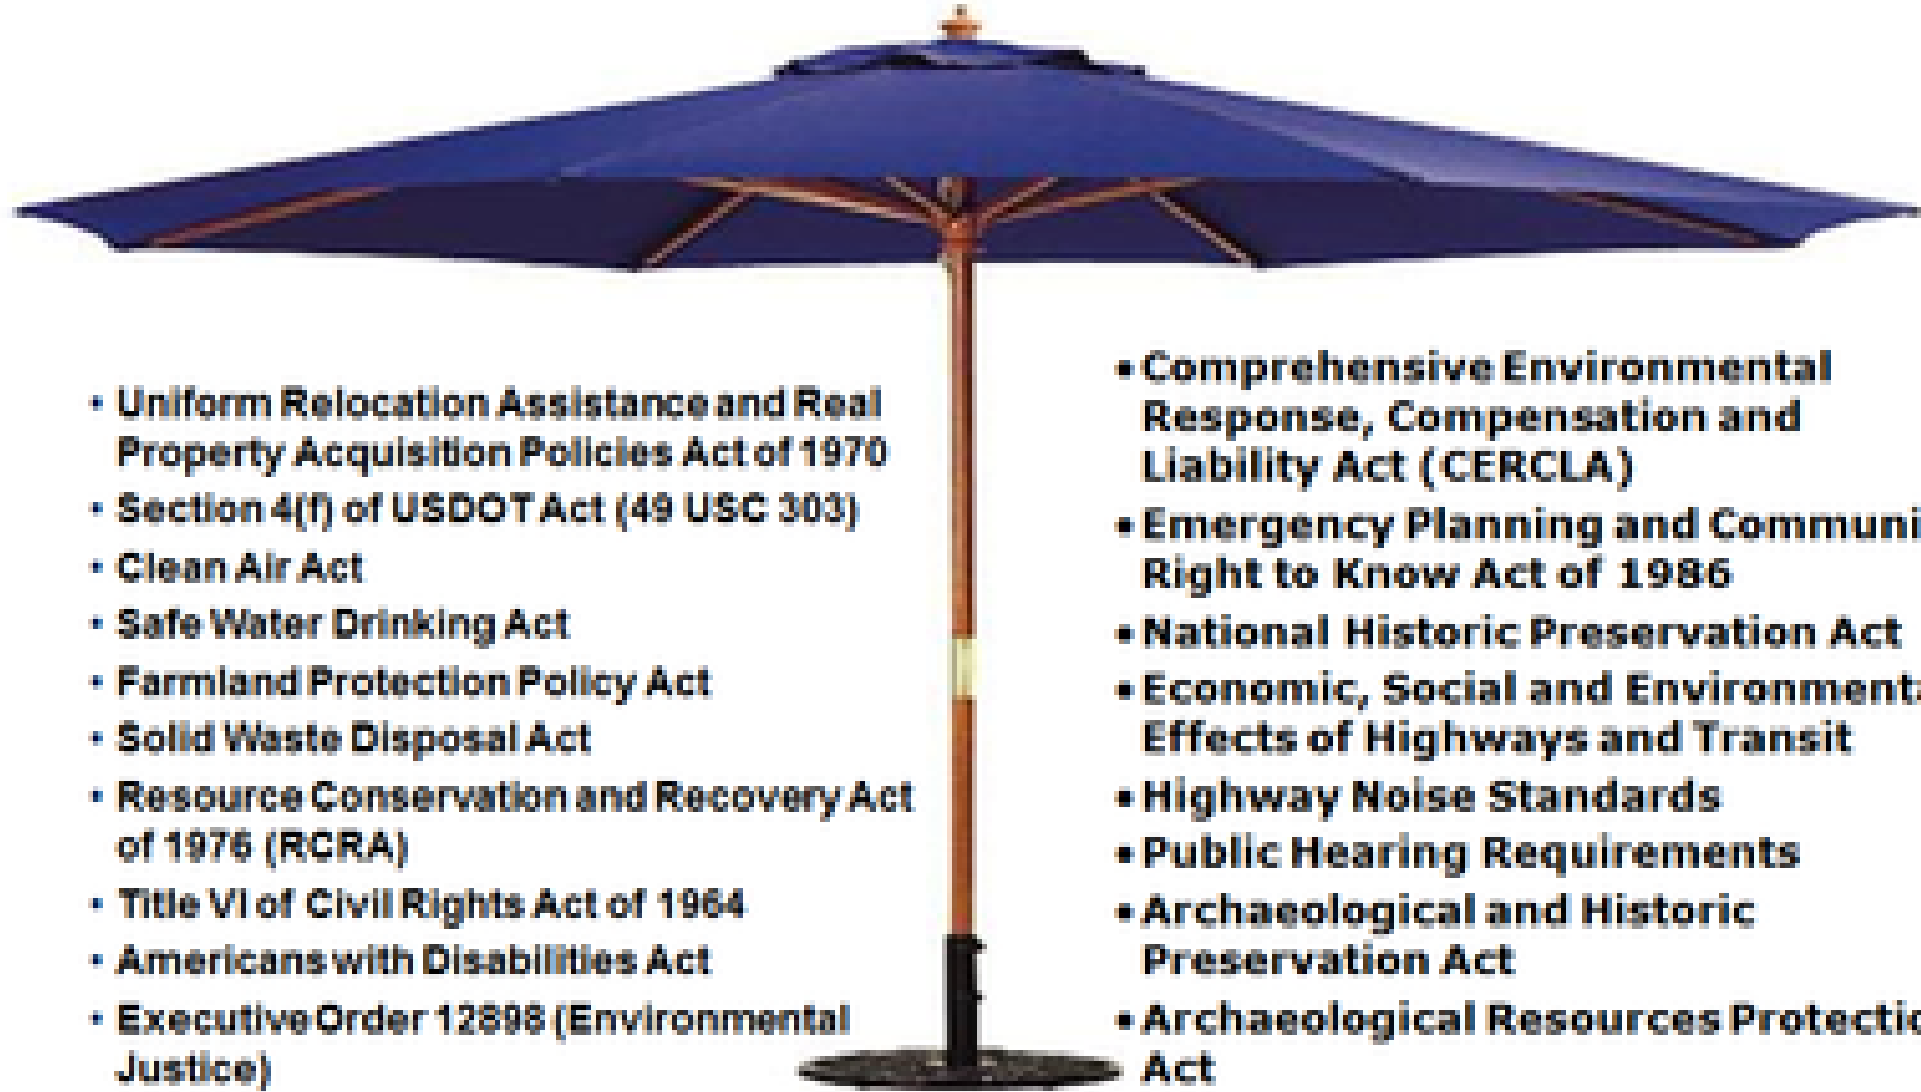 • Uniform Relocation Assistance and Real
Property Acquisition Policies Act of 1970
• Section 4(f) of USDOT Act (49 USC 303)
• Clean Air Act
• Safe Water Drinking Act
• Farmland Protection Policy Act
• Solid Waste Disposal Act
• Resource Conservation and Recovery Act
of 1976 (RCRA)
• Title VI of Civil Rights Act of 1964
• Americans with Disabilities Act
• Executive Order 12898 (Environmental
Justice)
• Comprehensive Environmental
Response, Compensation and
Liability Act (CERCLA)
• Emergency Planning and Communi
Right to Know Act of 1986
• National Historic Preservation Act
• Economic, Social and Environmenta
Effects of Highways and Transit
• Highway Noise Standards
• Public Hearing Requirements
• Archaeological and Historic
Preservation Act
• Archaeological Resources Protectio
Act